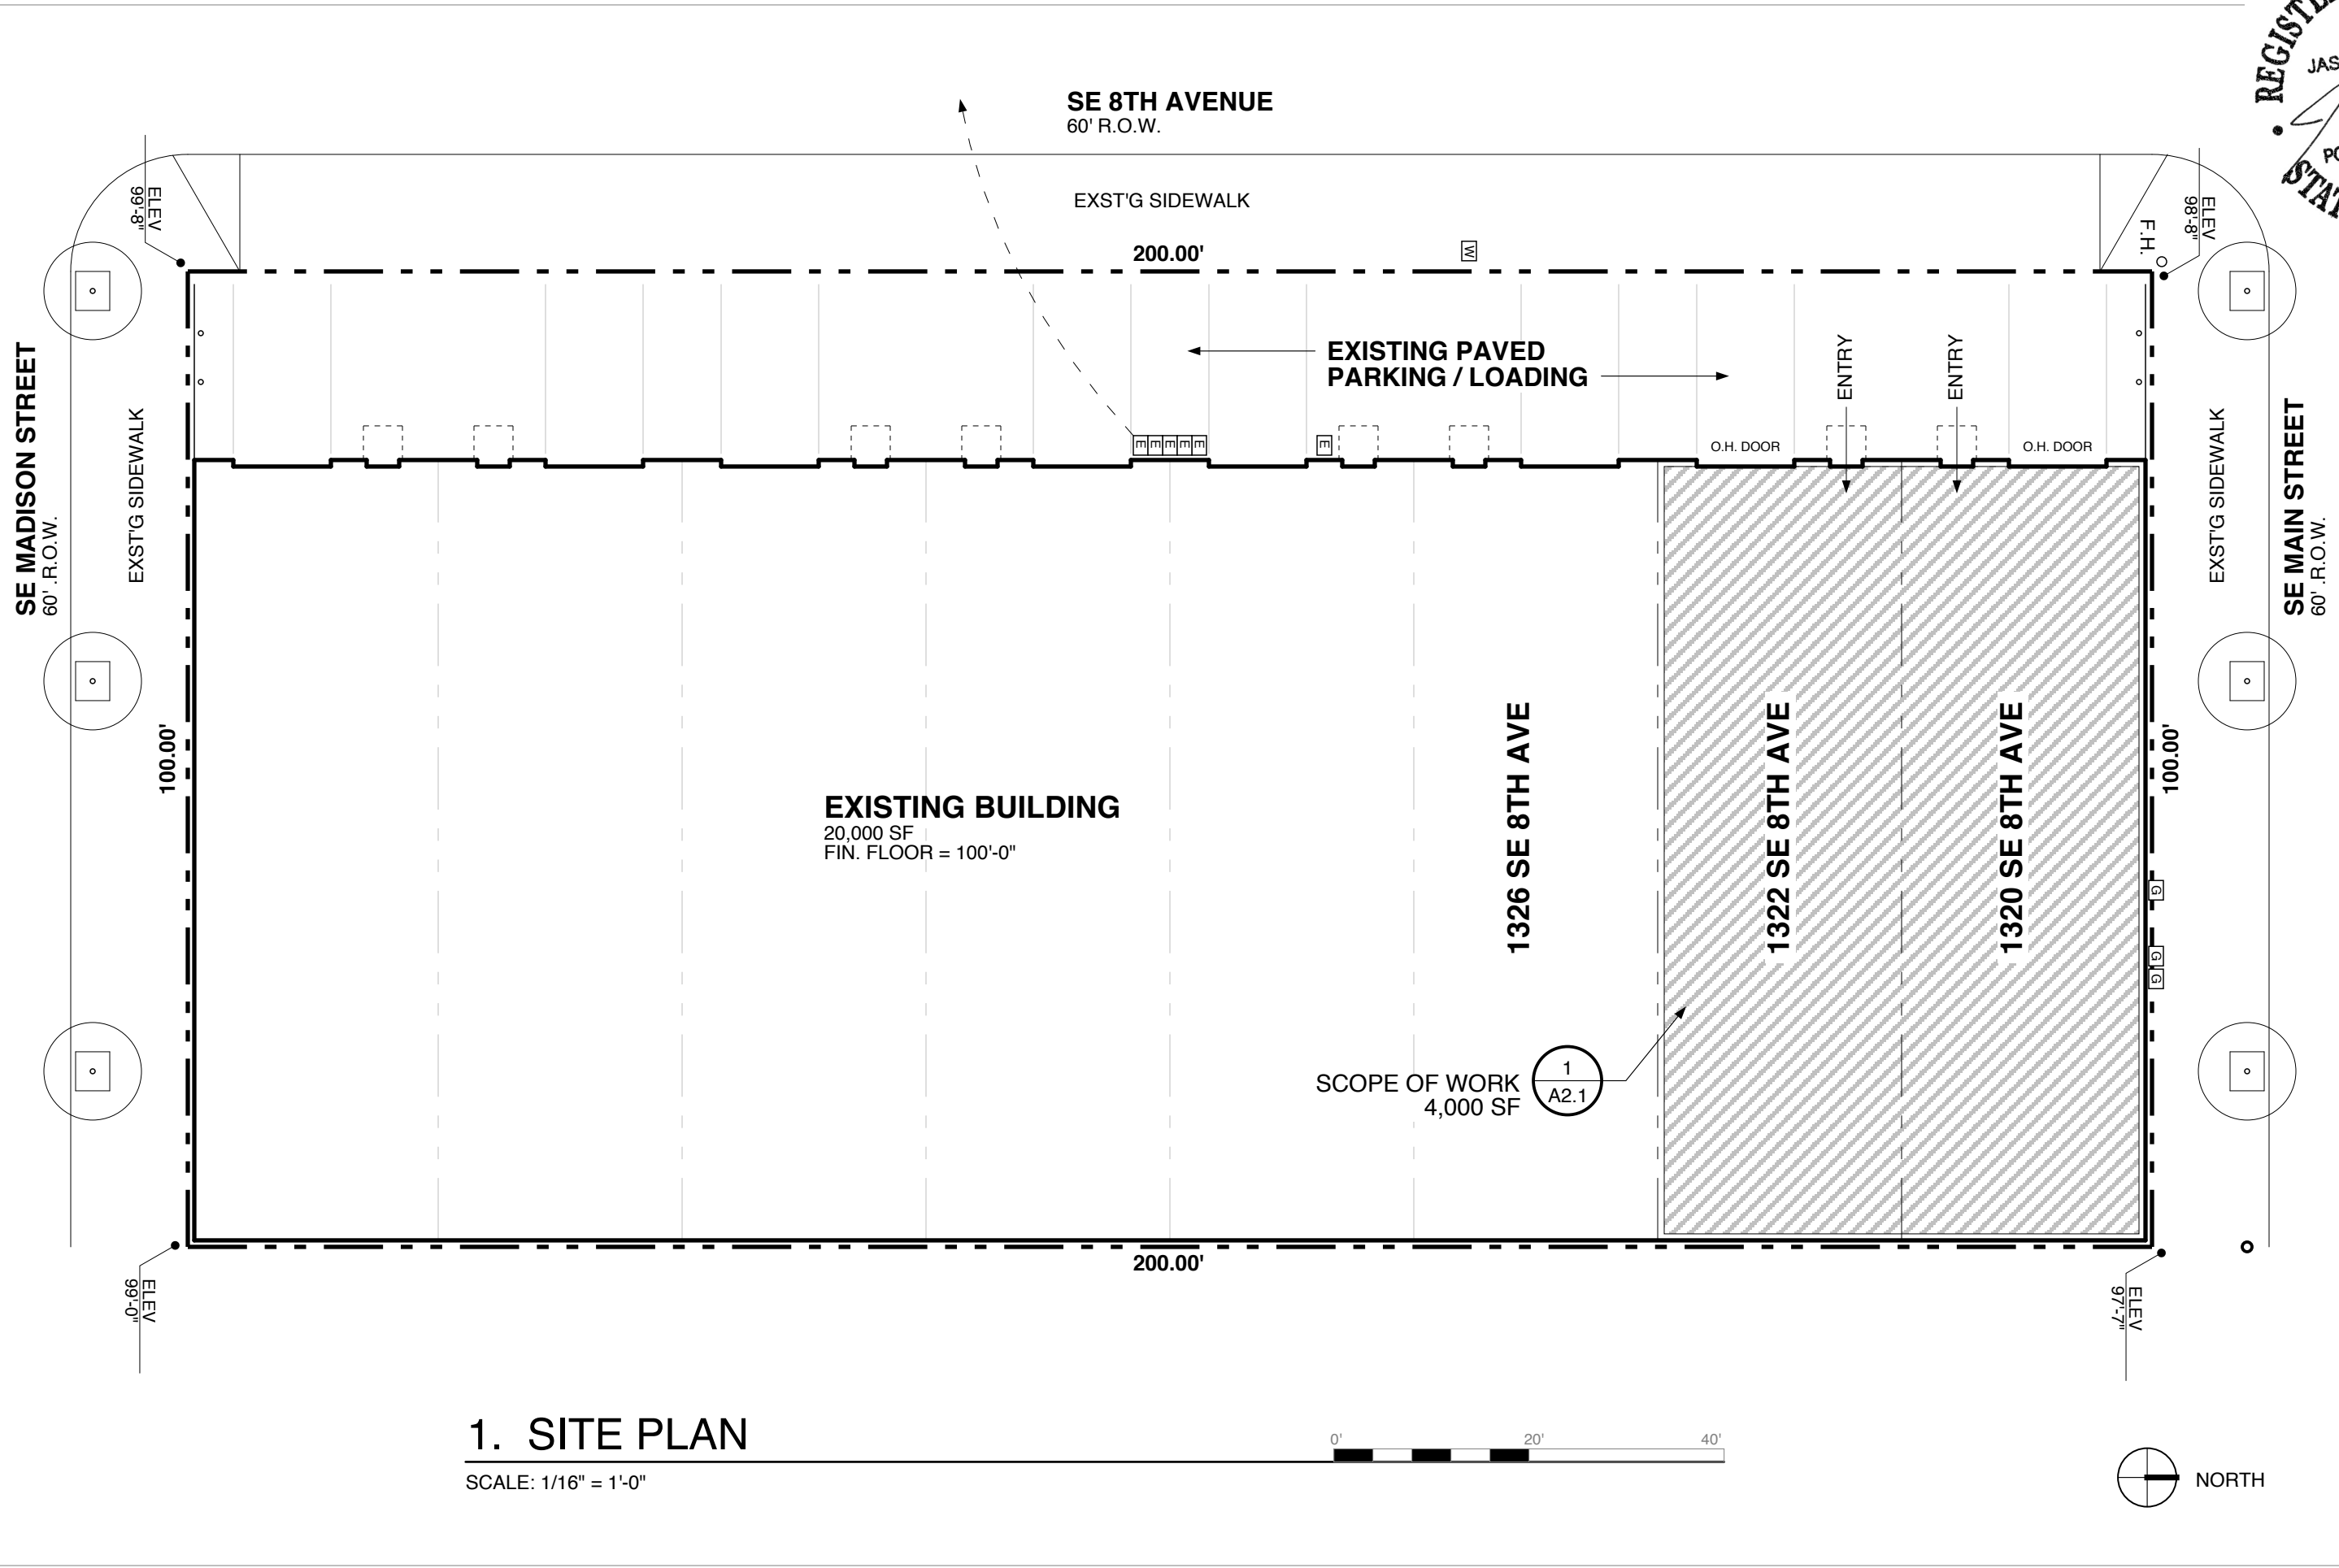 REGISTE
JAS
PO
STAT
SE 8TH AVENUE
60' R.O.W.
EXST'G SIDEWALK
ELEV
99'-8"
ELEV
98'-8"
F.H.
200.00'
W
EXISTING PAVED
PARKING / LOADING
ENTRY
ENTRY
SE MADISON STREET
60' .R.O.W.
EXST'G SIDEWALK
EXST'G SIDEWALK
SE MAIN STREET
60' .R.O.W.
E E E E E
E
O.H. DOOR
O.H. DOOR
100.00'
100.00'
EXISTING BUILDING
20,000 SF
FIN. FLOOR = 100'-0"
1326 SE 8TH AVE
1322 SE 8TH AVE
1320 SE 8TH AVE
G
G
G
SCOPE OF WORK
4,000 SF
1
A2.1
200.00'
ELEV
99'-0"
ELEV
97'-7"
1. SITE PLAN
SCALE: 1/16" = 1'-0"
0' 20' 40'
NORTH